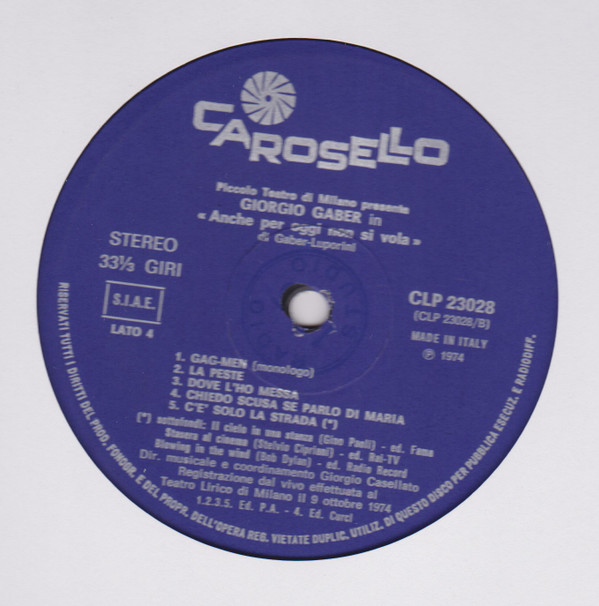 CAROSELLO
Piccolo Teatro di Milano presenta
GIORGIO GABER in
« Anche per oggi non si vola »
di Gaber-Luporini
STEREO
33⅓ GIRI
S.I.A.E.
LATO 4
CLP 23028
(CLP 23028/B)
MADE IN ITALY
Ⓟ 1974
1. GAG-MEN (monologo)
2. LA PESTE
3. DOVE L'HO MESSA
4. CHIEDO SCUSA SE PARLO DI MARIA
5. C'E' SOLO LA STRADA (*)
(*) sottofondi: Il cielo in una stanza (Gino Paoli) - ed. Fama
Stasera al cinema (Stelvio Cipriani) - ed. Rai-TV
Blowing in the wind (Bob Dylan) - ed. Radio Record
Dir. musicale e coordinamento Giorgio Casellato
Registrazione dal vivo effettuata al
Teatro Lirico di Milano il 9 ottobre 1974
1.2.3.5. Ed. P.A. - 4. Ed. Curci
RISERVATI TUTTI I DIRITTI DEL PROD. FONOGR. E DEL PROPR. DELL'OPERA REG. VIETATE DUPLIC. UTILIZ. DI QUESTO DISCO PER PUBBLICA ESECUZ. E RADIODIFF.